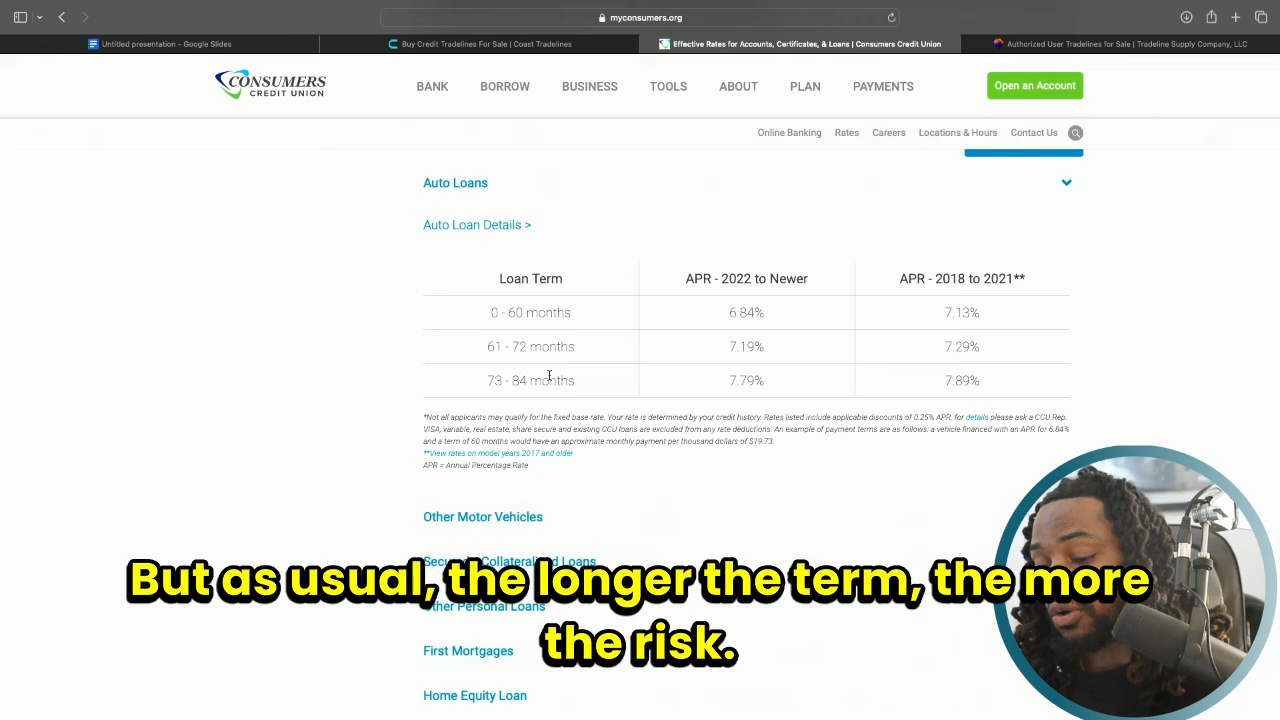 myconsumers.org
Untitled presentation - Google Slides
Buy Credit Tradelines For Sale | Coast Tradelines
Effective Rates for Accounts, Certificates, & Loans | Consumers Credit Union
Authorized User Tradelines for Sale | Tradeline Supply Company, LLC
CONSUMERS
CREDIT UNION
BANK BORROW BUSINESS TOOLS ABOUT PLAN PAYMENTS
Open an Account
Online Banking Rates Careers Locations & Hours Contact Us
Auto Loans
Auto Loan Details >
Loan Term APR - 2022 to Newer APR - 2018 to 2021**
0 - 60 months 6.84% 7.13%
61 - 72 months 7.19% 7.29%
73 - 84 months 7.79% 7.89%
*Not all applicants may qualify for the fixed base rate. Your rate is determined by your credit history. Rates listed include applicable discounts of 0.25% APR, for details please ask a CCU Rep.
VISA, variable, real estate, share secure and existing CCU loans are excluded from any rate deductions. An example of payment terms are as follows: a vehicle financed with an APR for 6.84%
and a term of 60 months would have an approximate monthly payment per thousand dollars of $19.73.
**View rates on model years 2017 and older
APR = Annual Percentage Rate
Other Motor Vehicles
Loans
But as usual, the longer the term, the more
Other Personal Loans
the risk.
First Mortgages
Home Equity Loan